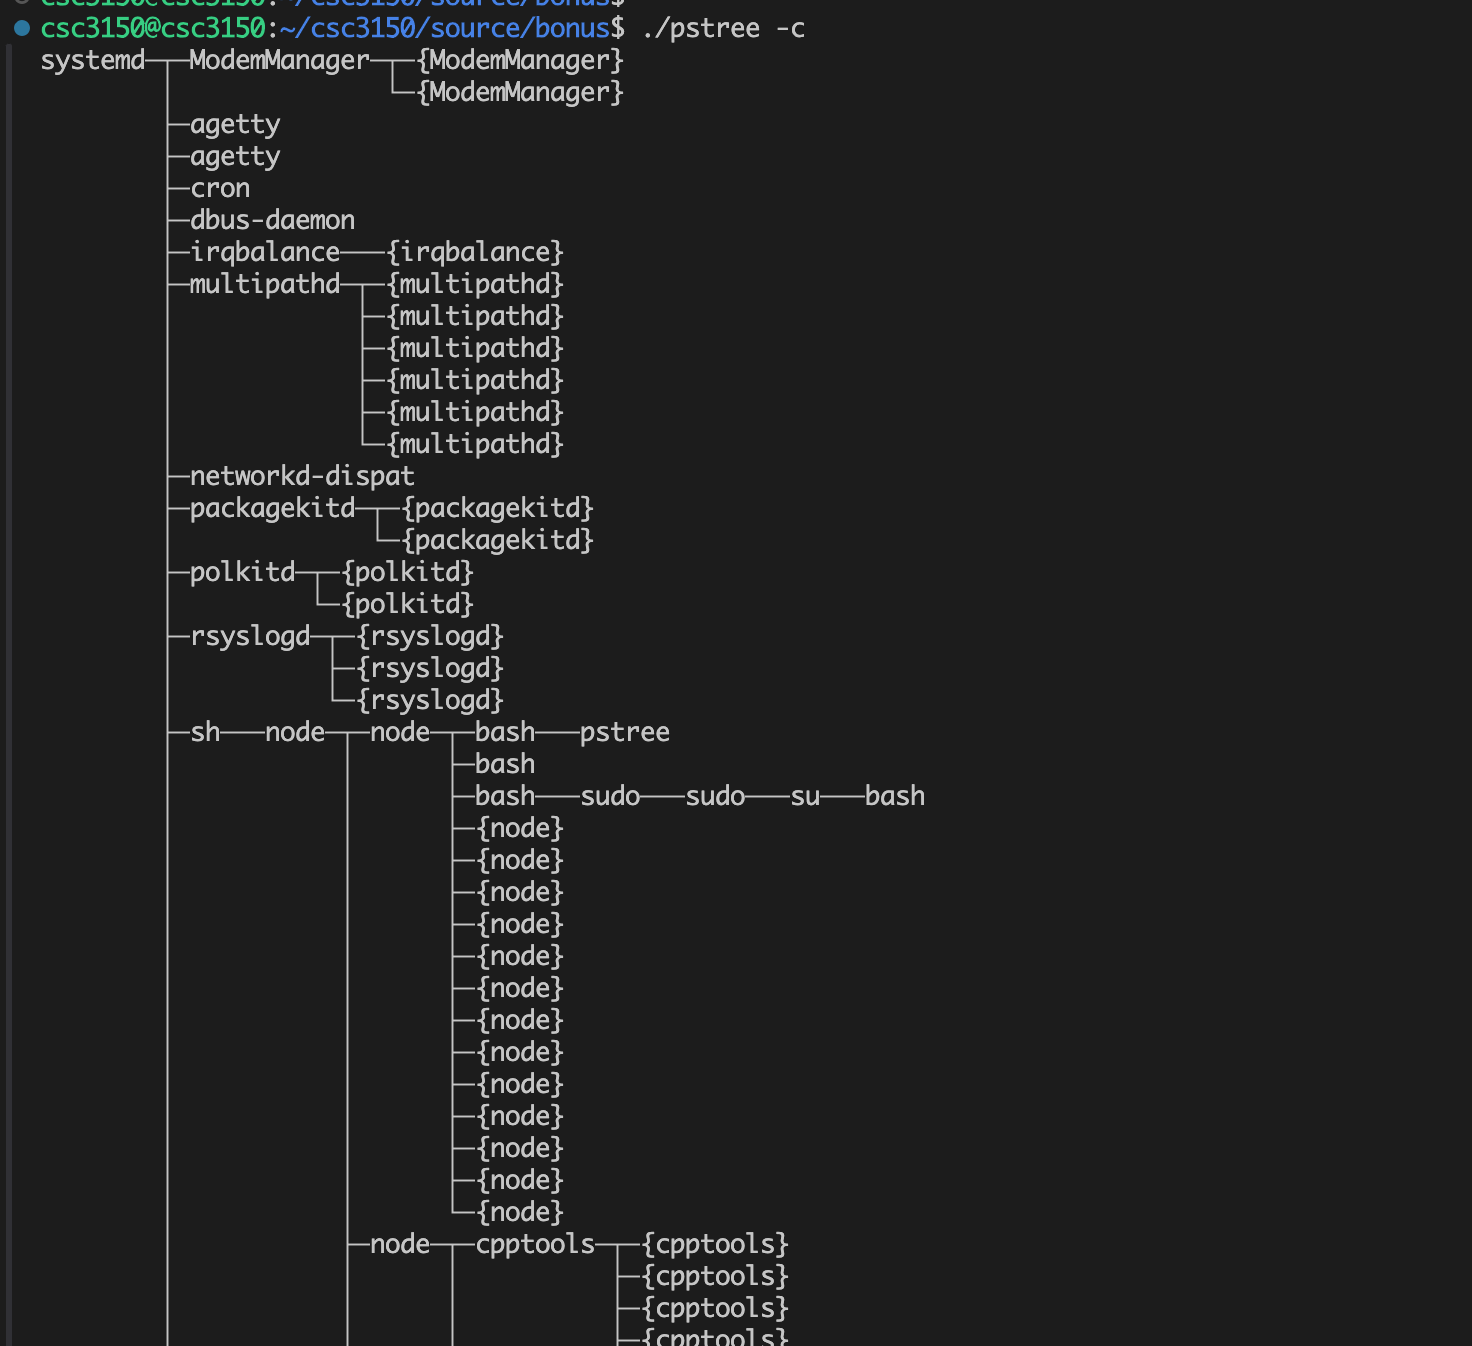 csc3150@csc3150:~/csc3150/source/bonus$
csc3150@csc3150:~/csc3150/source/bonus$ ./pstree -c
systemd─┬─ModemManager─┬─{ModemManager}
        │              └─{ModemManager}
        ├─agetty
        ├─agetty
        ├─cron
        ├─dbus-daemon
        ├─irqbalance───{irqbalance}
        ├─multipathd─┬─{multipathd}
        │            ├─{multipathd}
        │            ├─{multipathd}
        │            ├─{multipathd}
        │            ├─{multipathd}
        │            └─{multipathd}
        ├─networkd-dispat
        ├─packagekitd─┬─{packagekitd}
        │             └─{packagekitd}
        ├─polkitd─┬─{polkitd}
        │         └─{polkitd}
        ├─rsyslogd─┬─{rsyslogd}
        │          ├─{rsyslogd}
        │          └─{rsyslogd}
        ├─sh───node─┬─node─┬─bash───pstree
        │           │      ├─bash
        │           │      ├─bash───sudo───sudo───su───bash
        │           │      ├─{node}
        │           │      ├─{node}
        │           │      ├─{node}
        │           │      ├─{node}
        │           │      ├─{node}
        │           │      ├─{node}
        │           │      ├─{node}
        │           │      ├─{node}
        │           │      ├─{node}
        │           │      ├─{node}
        │           │      ├─{node}
        │           │      ├─{node}
        │           │      └─{node}
        │           ├─node─┬─cpptools─┬─{cpptools}
        │           │      │          ├─{cpptools}
        │           │      │          ├─{cpptools}
        │           │      │          ├─{cpptools}